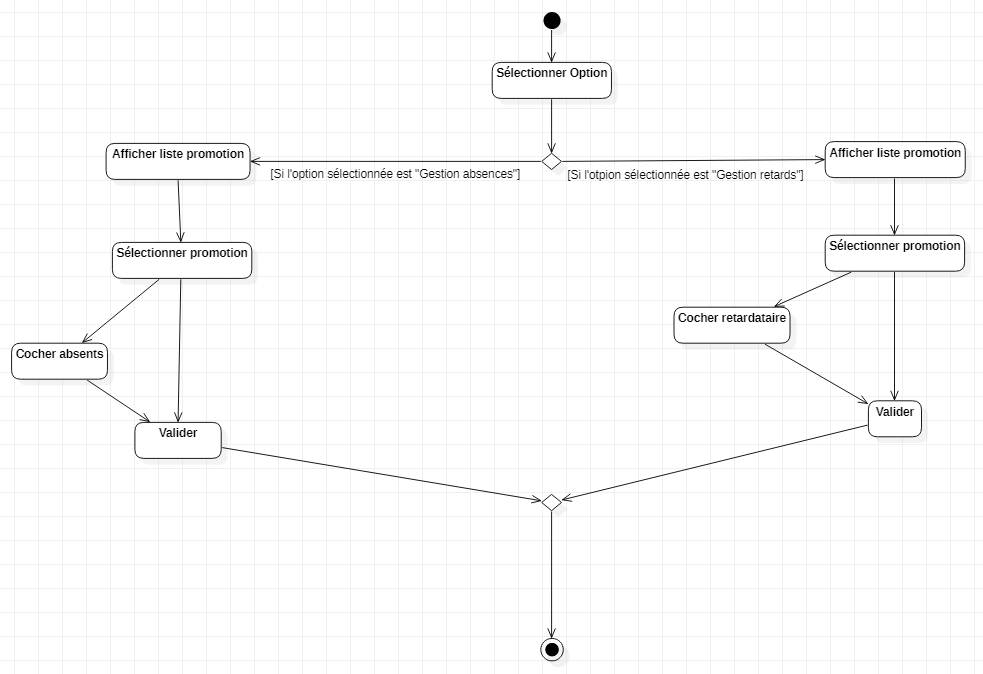 Sélectionner Option
Afficher liste promotion
Afficher liste promotion
[Si l'option sélectionnée est "Gestion absences"]
[Si l'otpion sélectionnée est "Gestion retards"]
Sélectionner promotion
Sélectionner promotion
Cocher retardataire
Cocher absents
Valider
Valider